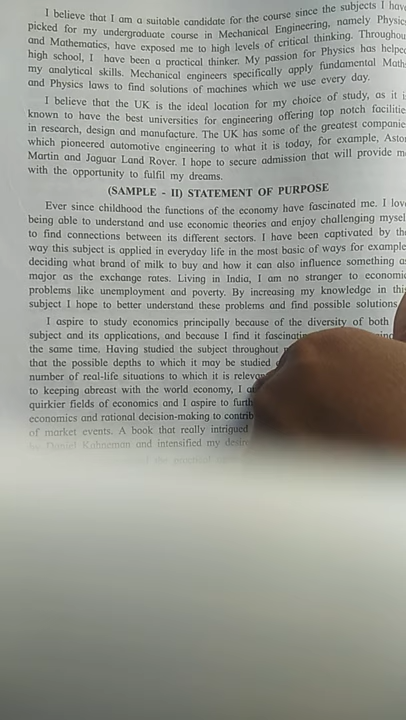 I believe that I am a suitable candidate for the course since the subjects I have
picked for my undergraduate course in Mechanical Engineering, namely Physics
and Mathematics, have exposed me to high levels of critical thinking. Throughou
high school, I have been a practical thinker. My passion for Physics has helped
my analytical skills. Mechanical engineers specifically apply fundamental Maths
and Physics laws to find solutions of machines which we use every day.
I believe that the UK is the ideal location for my choice of study, as it i
known to have the best universities for engineering offering top notch facilitie
in research, design and manufacture. The UK has some of the greatest companie
which pioneered automotive engineering to what it is today, for example, Asto
Martin and Jaguar Land Rover. I hope to secure admission that will provide m
with the opportunity to fulfil my dreams.
(SAMPLE - II) STATEMENT OF PURPOSE
Ever since childhood the functions of the economy have fascinated me. I lov
being able to understand and use economic theories and enjoy challenging mysel
to find connections between its different sectors. I have been captivated by th
way this subject is applied in everyday life in the most basic of ways for example
deciding what brand of milk to buy and how it can also influence something a
major as the exchange rates. Living in India, I am no stranger to economic
problems like unemployment and poverty. By increasing my knowledge in thi
subject I hope to better understand these problems and find possible solutions
I aspire to study economics principally because of the diversity of both
subject and its applications, and because I find it fascinatin
the same time. Having studied the subject throughout
that the possible depths to which it may be studied
number of real-life situations to which it is relevan
to keeping abreast with the world economy, I a
quirkier fields of economics and I aspire to furth
economics and rational decision-making to contrib
of market events. A book that really intrigued
by Daniel Kahneman and intensified my desire
the practical